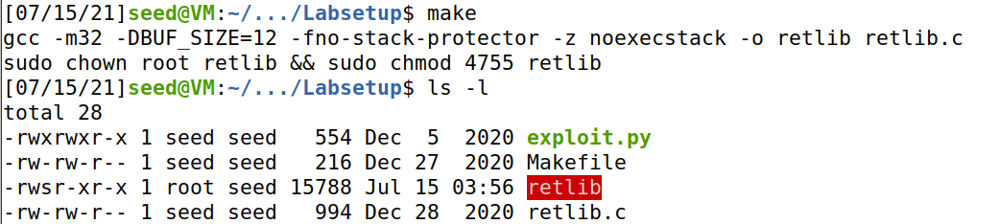 [07/15/21]seed@VM:~/.../Labsetup$ make
gcc -m32 -DBUF_SIZE=12 -fno-stack-protector -z noexecstack -o retlib retlib.c
sudo chown root retlib && sudo chmod 4755 retlib
[07/15/21]seed@VM:~/.../Labsetup$ ls -l
total 28
-rwxrwxr-x 1 seed seed   554 Dec  5  2020 exploit.py
-rw-rw-r-- 1 seed seed   216 Dec 27  2020 Makefile
-rwsr-xr-x 1 root seed 15788 Jul 15 03:56 retlib
-rw-rw-r-- 1 seed seed   994 Dec 28  2020 retlib.c